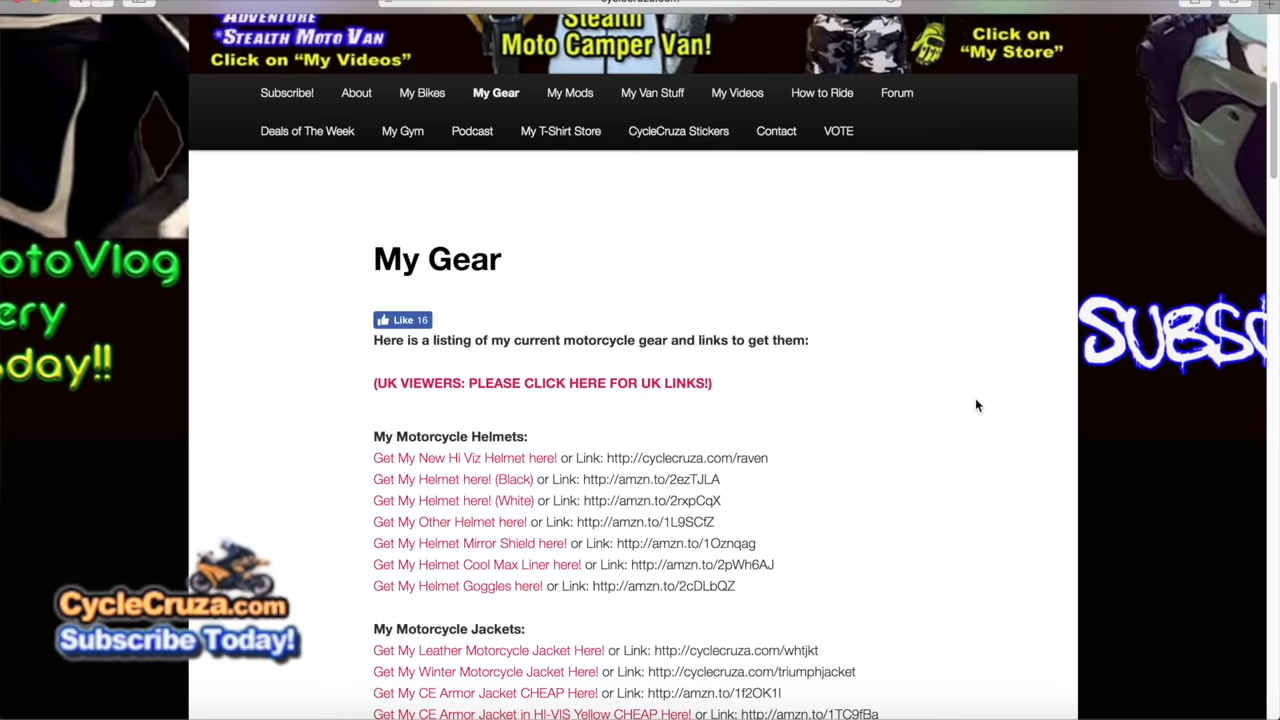 cyclecruza.com
ADVENTURE
*STEALTH MOTO VAN
Click on "My Videos"
Stealth
Moto Camper Van!
Click on
"My Store"
Subscribe! About My Bikes My Gear My Mods My Van Stuff My Videos How to Ride Forum
Deals of The Week My Gym Podcast My T-Shirt Store CycleCruza Stickers Contact VOTE
My Gear
Like 16
Here is a listing of my current motorcycle gear and links to get them:
(UK VIEWERS: PLEASE CLICK HERE FOR UK LINKS!)
My Motorcycle Helmets:
Get My New Hi Viz Helmet here! or Link: http://cyclecruza.com/raven
Get My Helmet here! (Black) or Link: http://amzn.to/2ezTJLA
Get My Helmet here! (White) or Link: http://amzn.to/2rxpCqX
Get My Other Helmet here! or Link: http://amzn.to/1L9SCfZ
Get My Helmet Mirror Shield here! or Link: http://amzn.to/1Oznqag
Get My Helmet Cool Max Liner here! or Link: http://amzn.to/2pWh6AJ
Get My Helmet Goggles here! or Link: http://amzn.to/2cDLbQZ
My Motorcycle Jackets:
Get My Leather Motorcycle Jacket Here! or Link: http://cyclecruza.com/whtjkt
Get My Winter Motorcycle Jacket Here! or Link: http://cyclecruza.com/triumphjacket
Get My CE Armor Jacket CHEAP Here! or Link: http://amzn.to/1f2OK1l
Get My CE Armor Jacket in HI-VIS Yellow CHEAP Here! or Link: http://amzn.to/1TC9fBa
otoVlog
ery
day!!
SUBSC
CycleCruza.com
Subscribe Today!